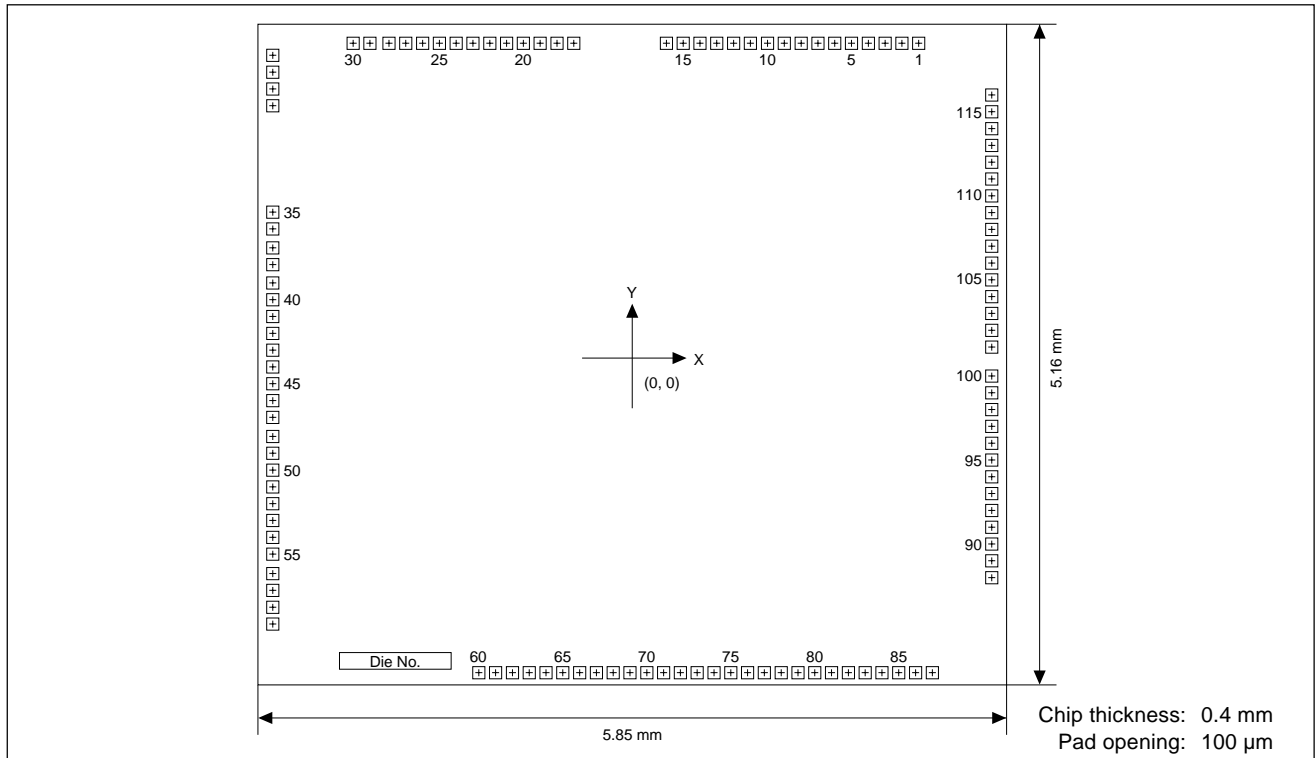 30 25 20 15 10 5 1
115
110
35
105
40
Y
X
(0, 0)
5.16 mm
100
45
95
50
90
55
60 65 70 75 80 85
Die No.
5.85 mm
Chip thickness: 0.4 mm
Pad opening: 100 µm